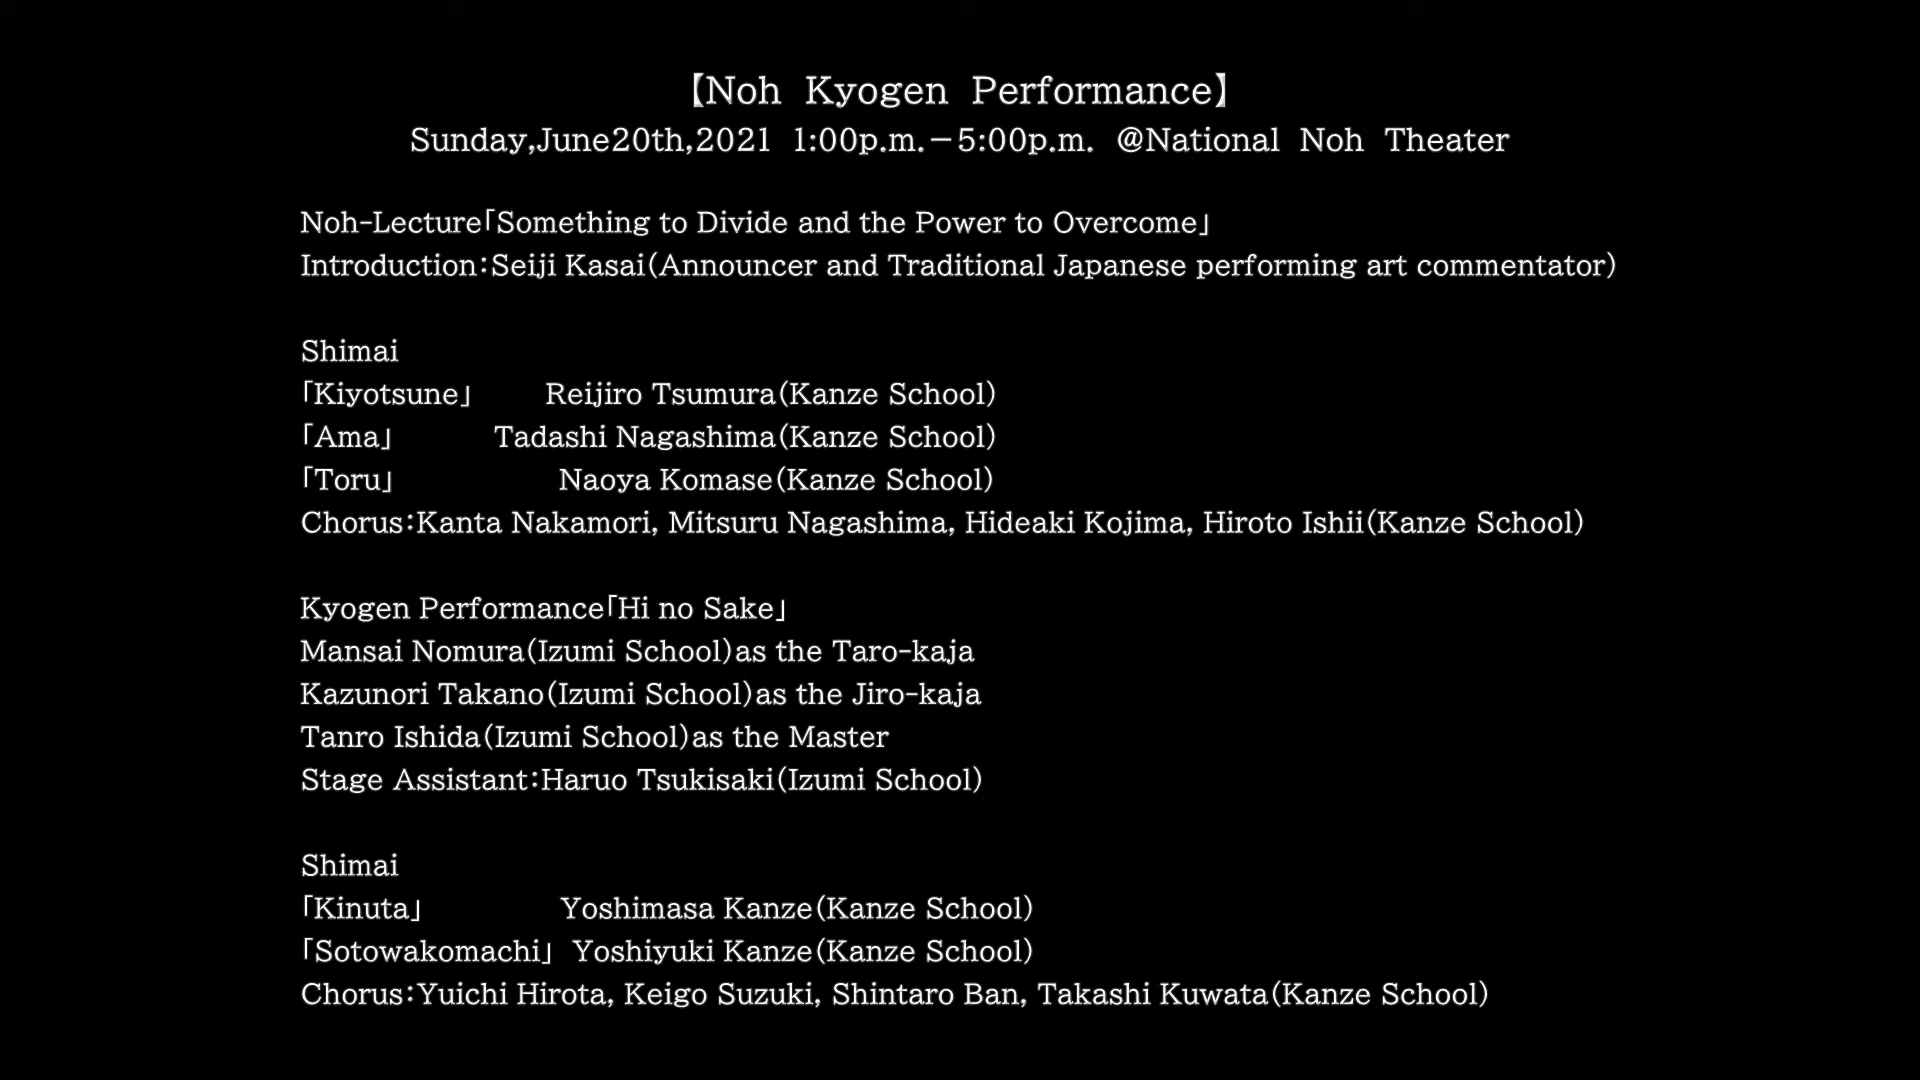 【Noh Kyogen Performance】
Sunday,June20th,2021 1:00p.m.－5:00p.m. @National Noh Theater
Noh-Lecture「Something to Divide and the Power to Overcome」
Introduction:Seiji Kasai(Announcer and Traditional Japanese performing art commentator)
Shimai
「Kiyotsune」 Reijiro Tsumura(Kanze School)
「Ama」 Tadashi Nagashima(Kanze School)
「Toru」 Naoya Komase(Kanze School)
Chorus:Kanta Nakamori, Mitsuru Nagashima, Hideaki Kojima, Hiroto Ishii(Kanze School)
Kyogen Performance「Hi no Sake」
Mansai Nomura(Izumi School)as the Taro-kaja
Kazunori Takano(Izumi School)as the Jiro-kaja
Tanro Ishida(Izumi School)as the Master
Stage Assistant:Haruo Tsukisaki(Izumi School)
Shimai
「Kinuta」 Yoshimasa Kanze(Kanze School)
「Sotowakomachi」 Yoshiyuki Kanze(Kanze School)
Chorus:Yuichi Hirota, Keigo Suzuki, Shintaro Ban, Takashi Kuwata(Kanze School)